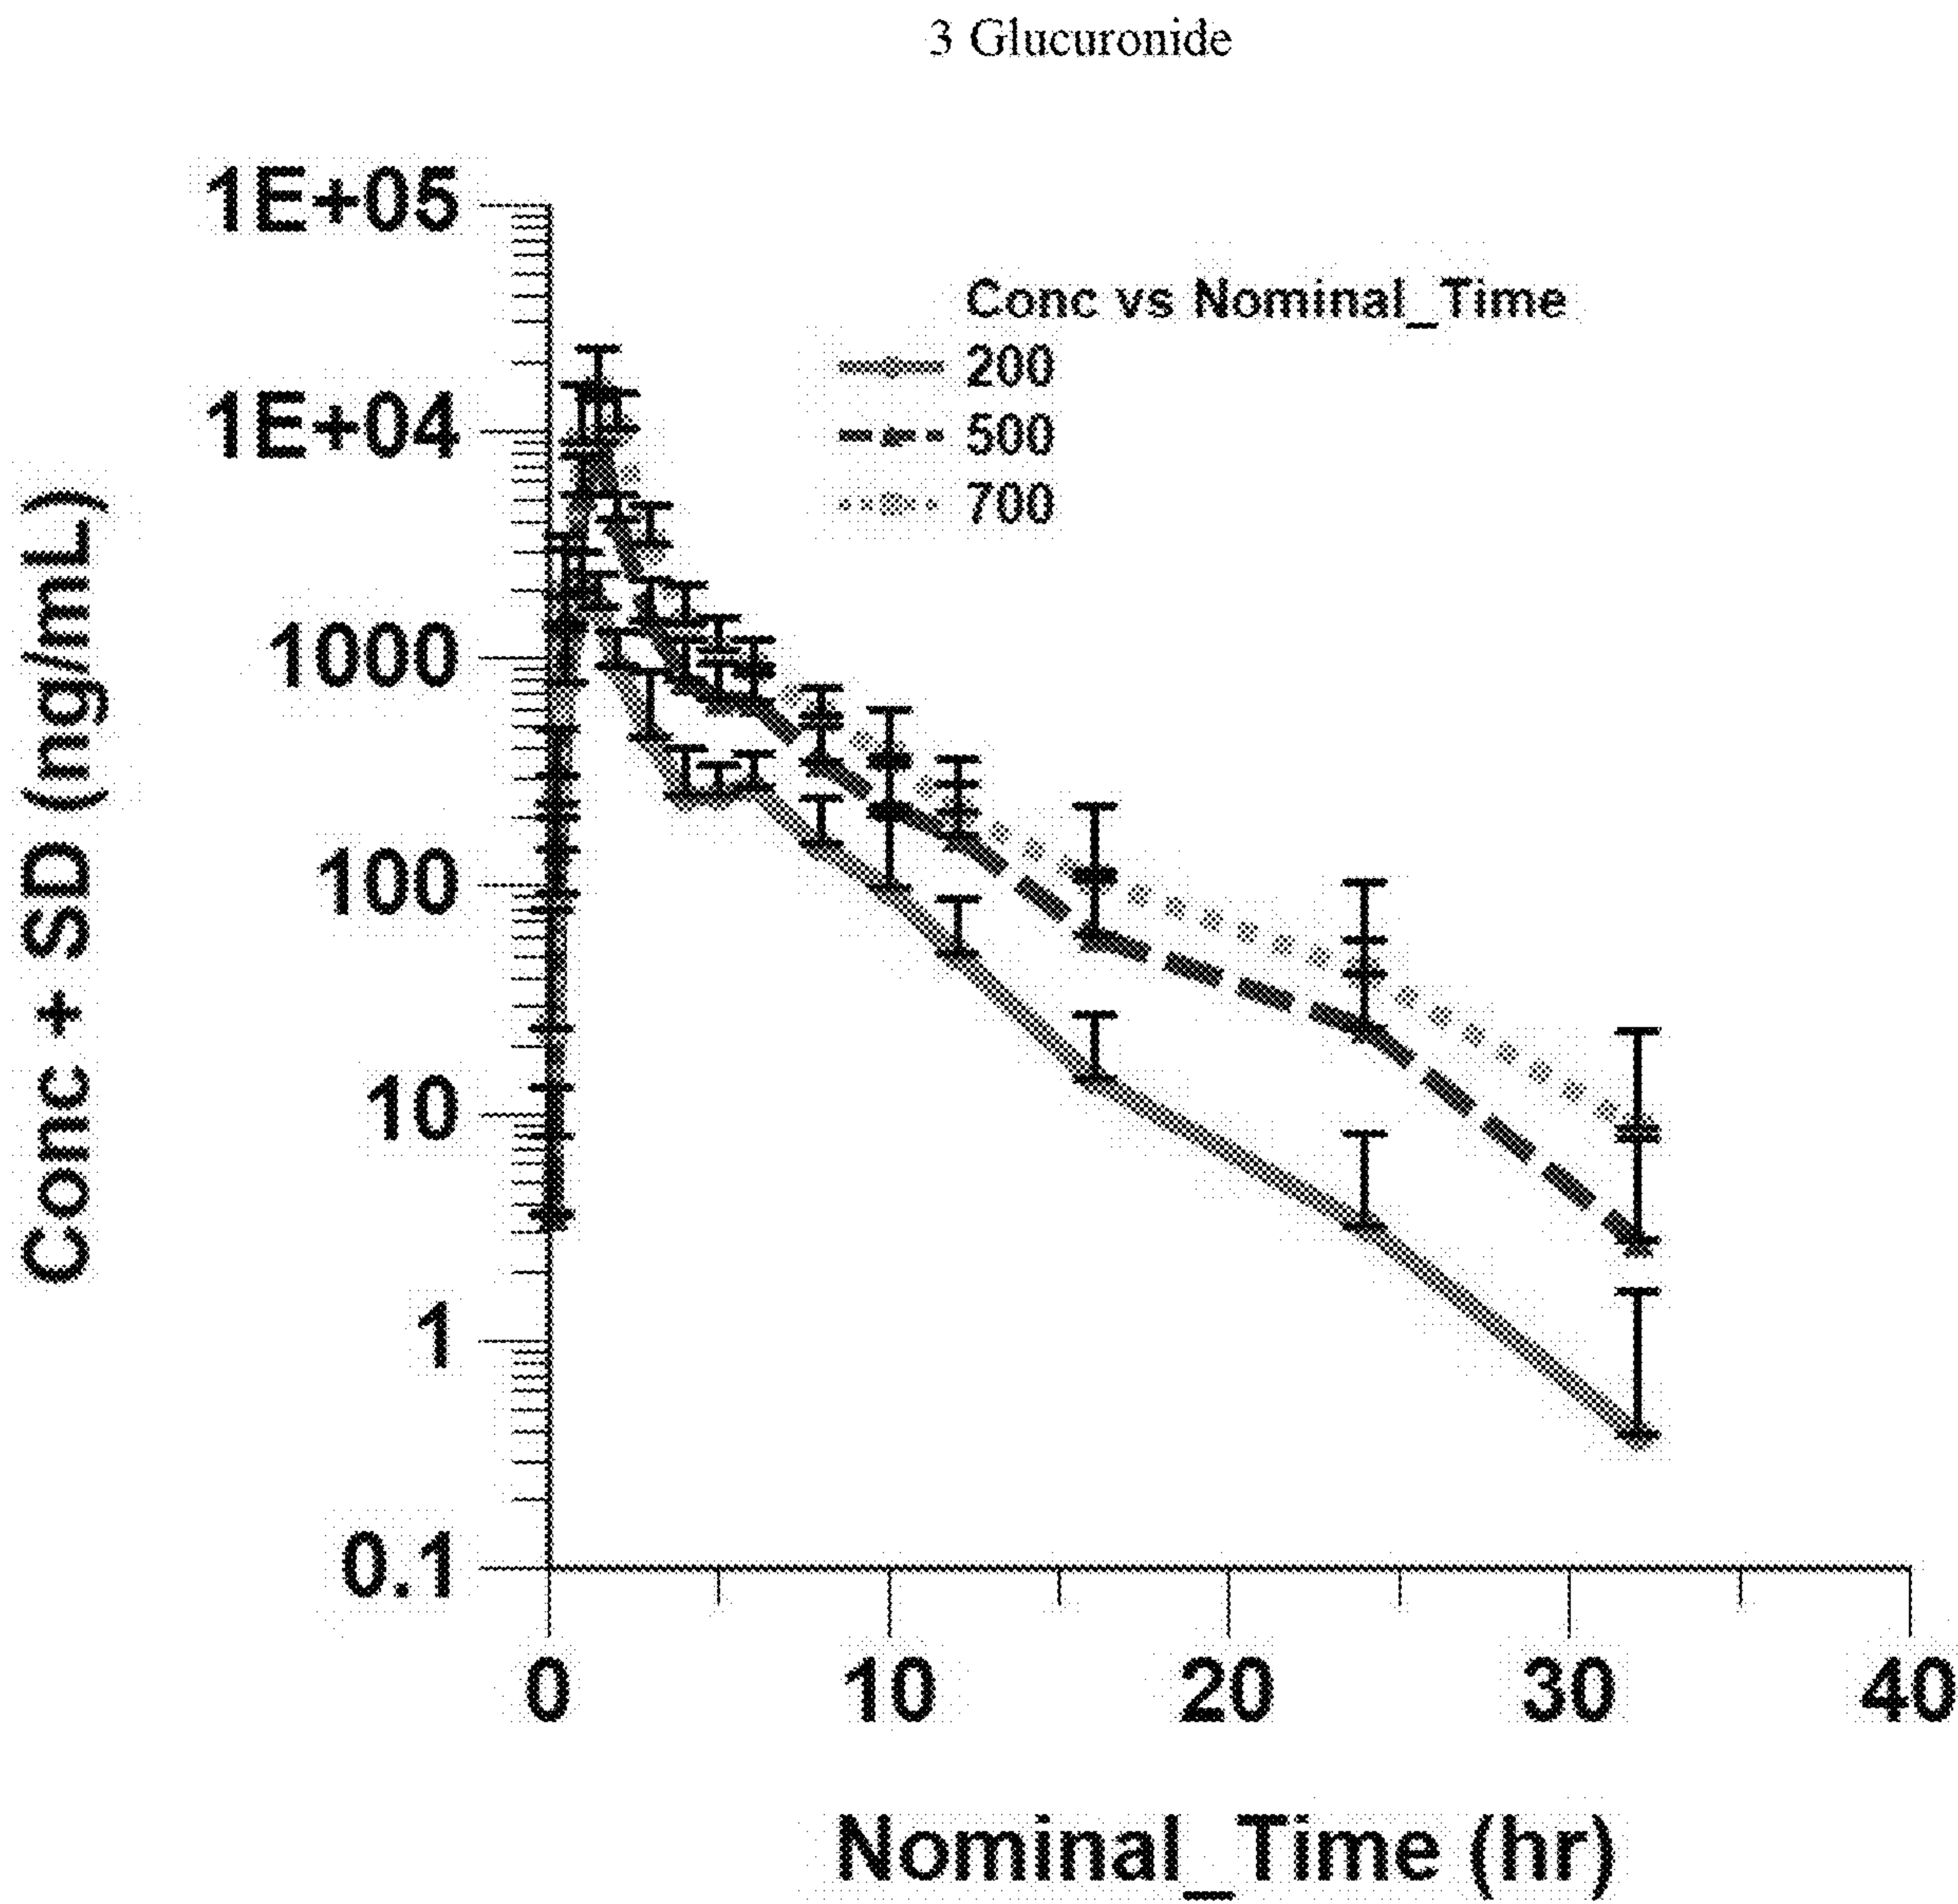 3 Glucuronide
1E+05
1E+04
1000
100
10
1
0.1
Conc + SD (ng/mL)
Conc vs Nominal_Time
200
500
700
0 10 20 30 40
Nominal_Time (hr)